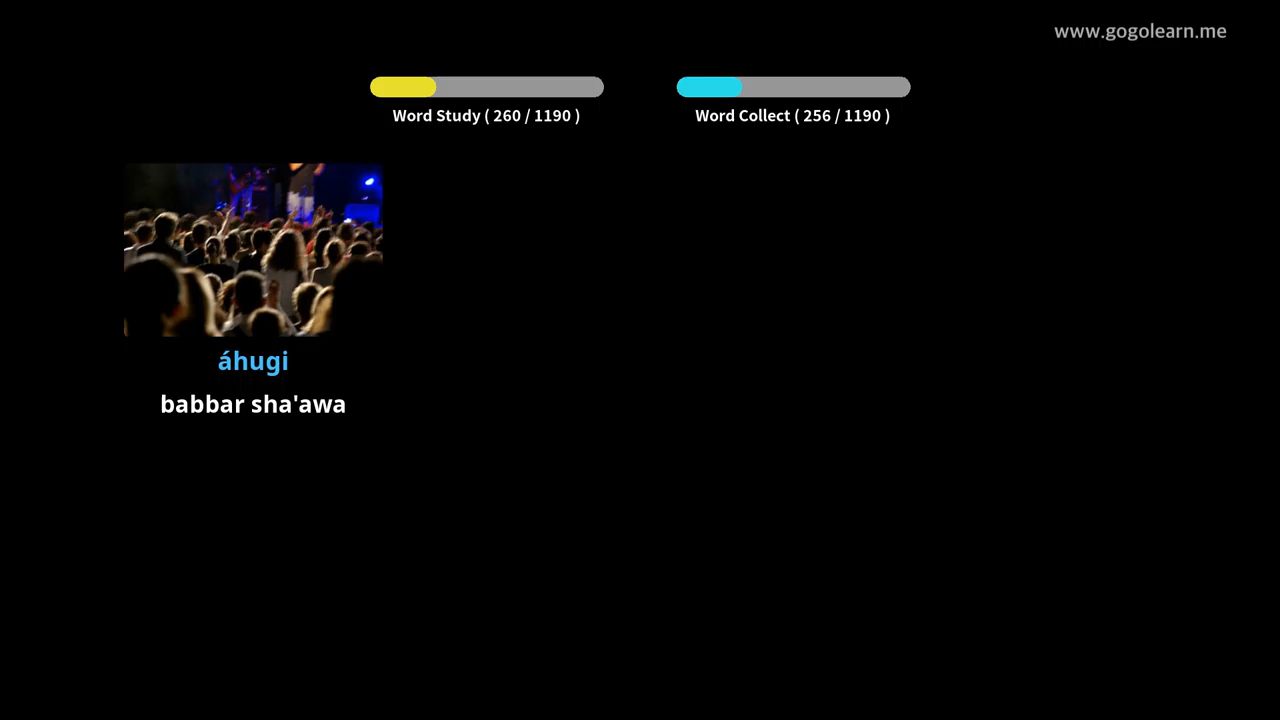 www.gogolearn.me
Word Study ( 260 / 1190 )
Word Collect ( 256 / 1190 )
áhugi
babbar sha'awa